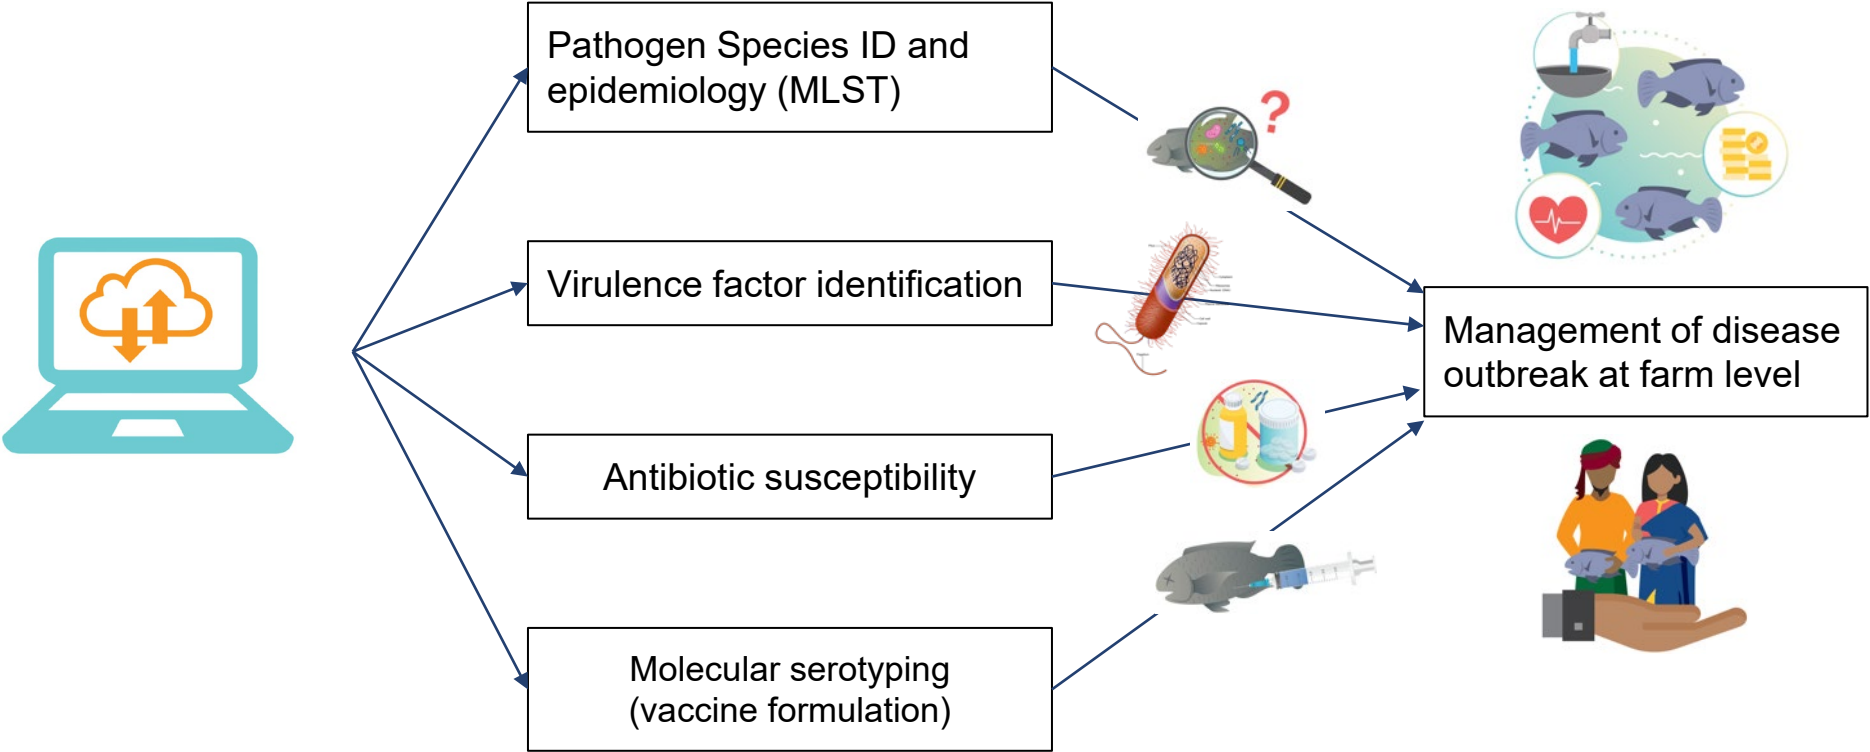 Pathogen Species ID and
epidemiology (MLST)
Virulence factor identification
Management of disease
outbreak at farm level
Antibiotic susceptibility
Molecular serotyping
(vaccine formulation)
?